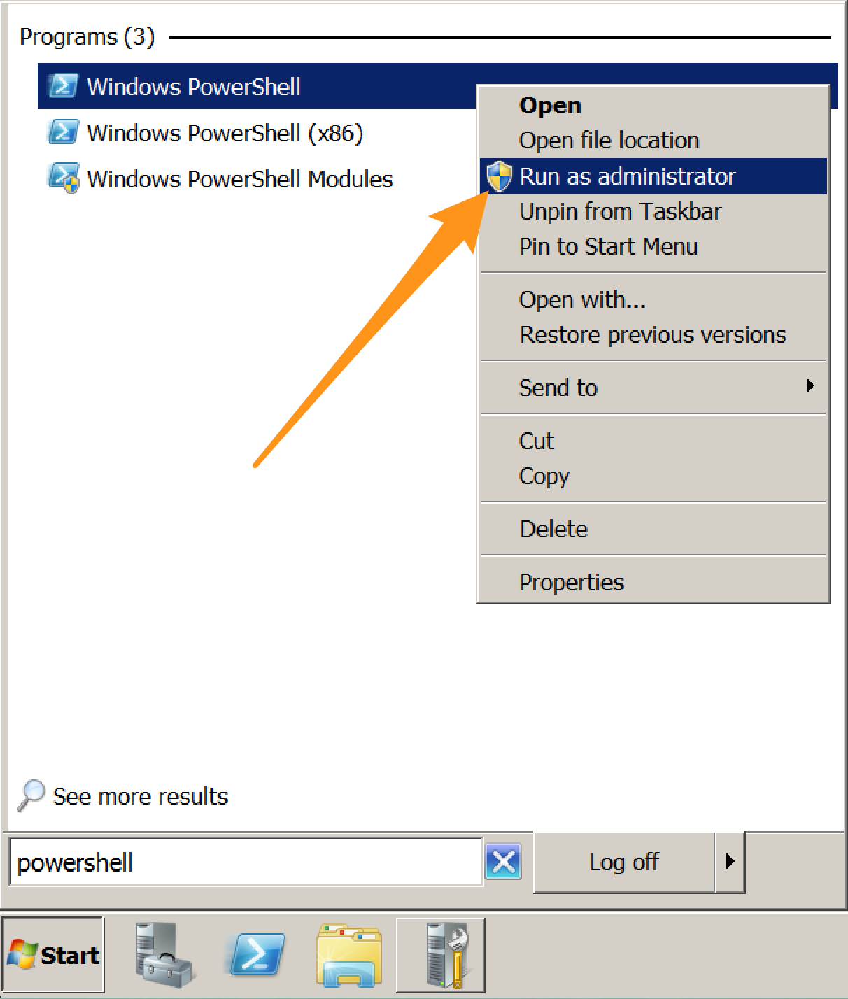 Programs (3)
Windows PowerShell
Windows PowerShell (x86)
Windows PowerShell Modules
Open
Open file location
Run as administrator
Unpin from Taskbar
Pin to Start Menu
Open with...
Restore previous versions
Send to
Cut
Copy
Delete
Properties
See more results
powershell
Log off
Start